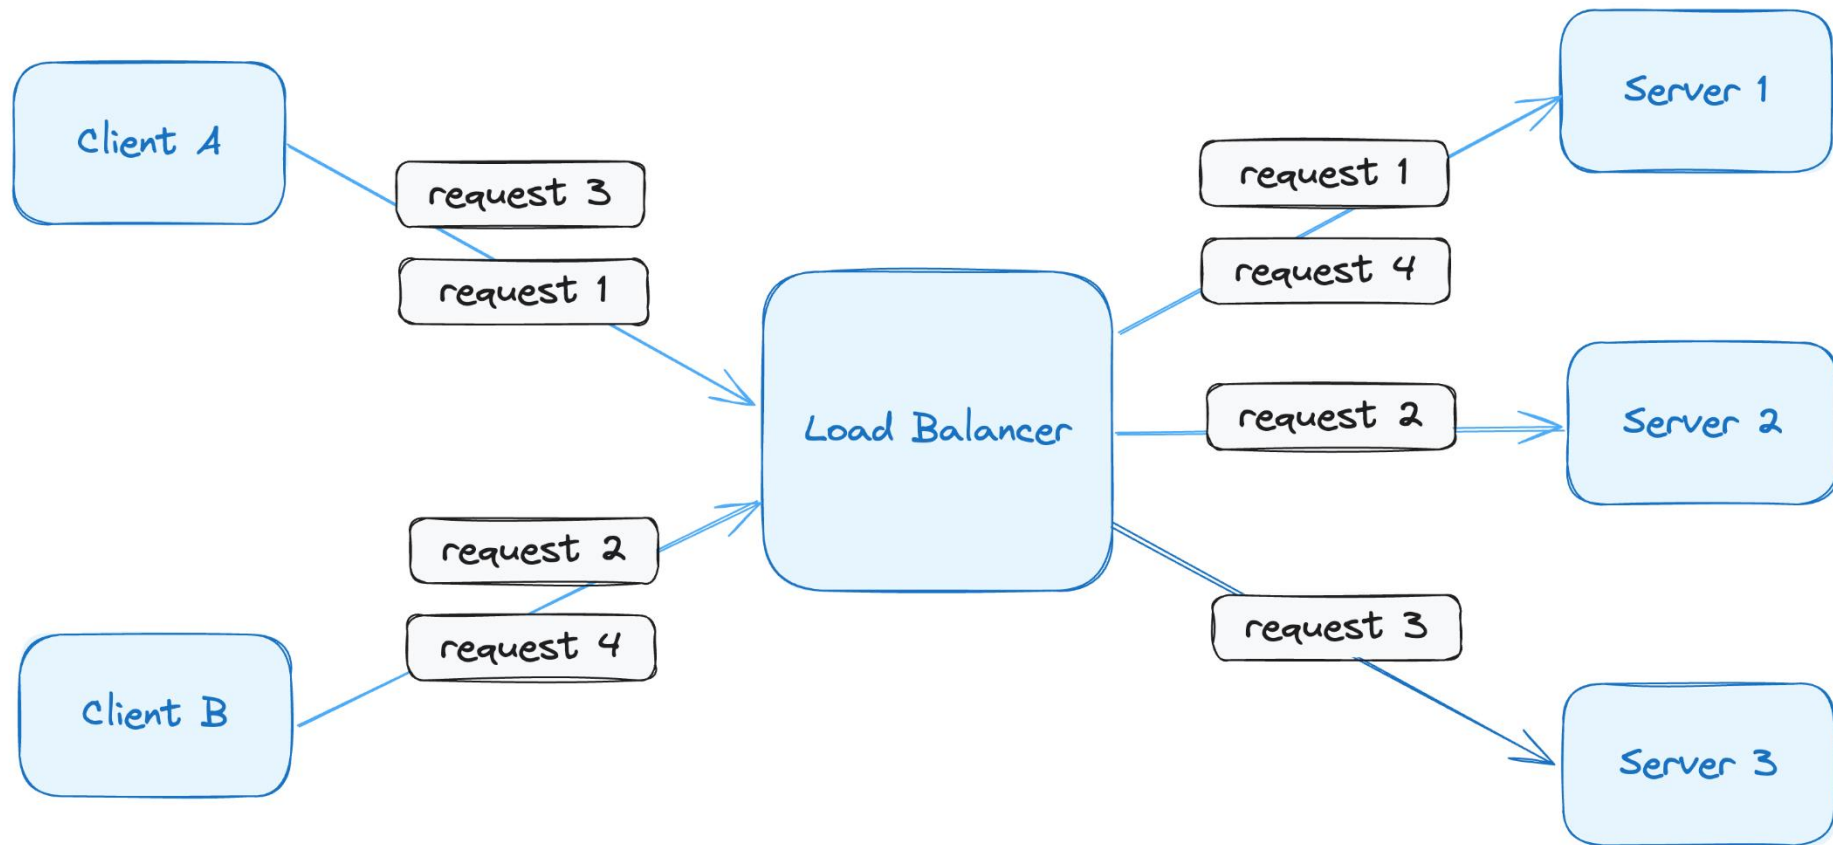 Client A
request 3
request 1
Client B
request 2
request 4
Load Balancer
request 1
request 4
request 2
request 3
Server 1
Server 2
Server 3